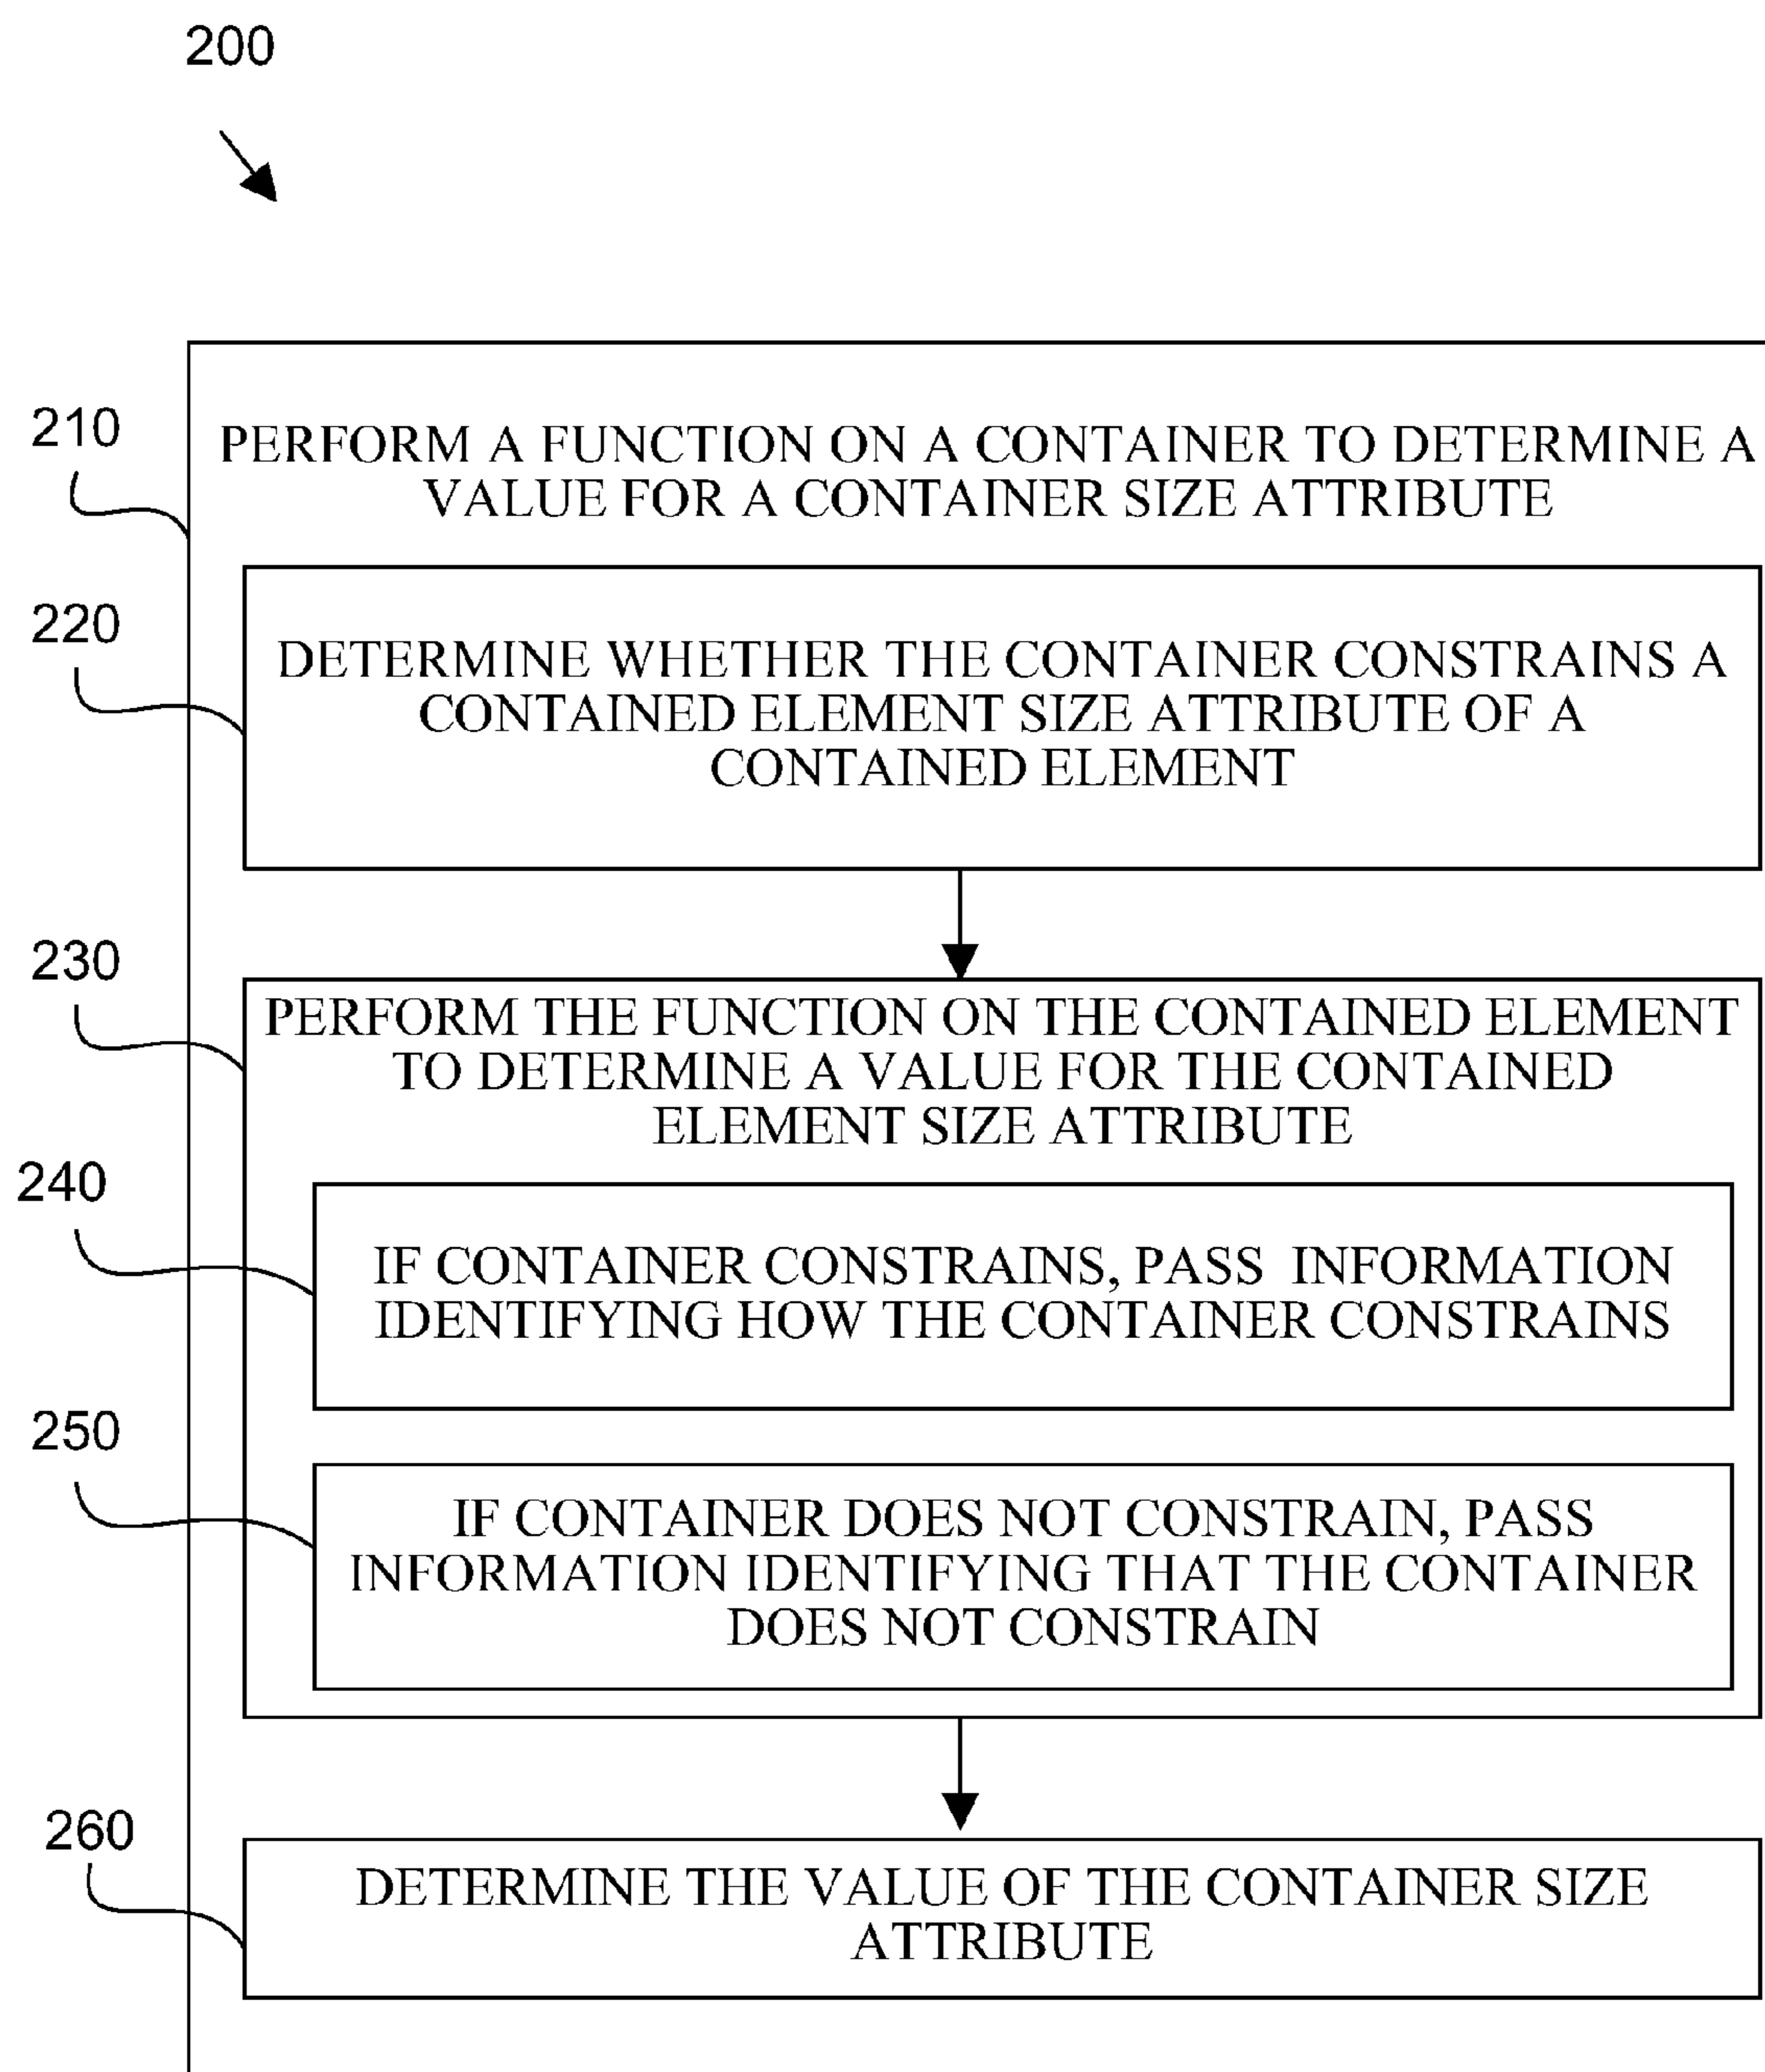 200
210
PERFORM A FUNCTION ON A CONTAINER TO DETERMINE A
VALUE FOR A CONTAINER SIZE ATTRIBUTE
220
DETERMINE WHETHER THE CONTAINER CONSTRAINS A
CONTAINED ELEMENT SIZE ATTRIBUTE OF A
CONTAINED ELEMENT
230
PERFORM THE FUNCTION ON THE CONTAINED ELEMENT
TO DETERMINE A VALUE FOR THE CONTAINED
ELEMENT SIZE ATTRIBUTE
240
IF CONTAINER CONSTRAINS, PASS INFORMATION
IDENTIFYING HOW THE CONTAINER CONSTRAINS
250
IF CONTAINER DOES NOT CONSTRAIN, PASS
INFORMATION IDENTIFYING THAT THE CONTAINER
DOES NOT CONSTRAIN
260
DETERMINE THE VALUE OF THE CONTAINER SIZE
ATTRIBUTE